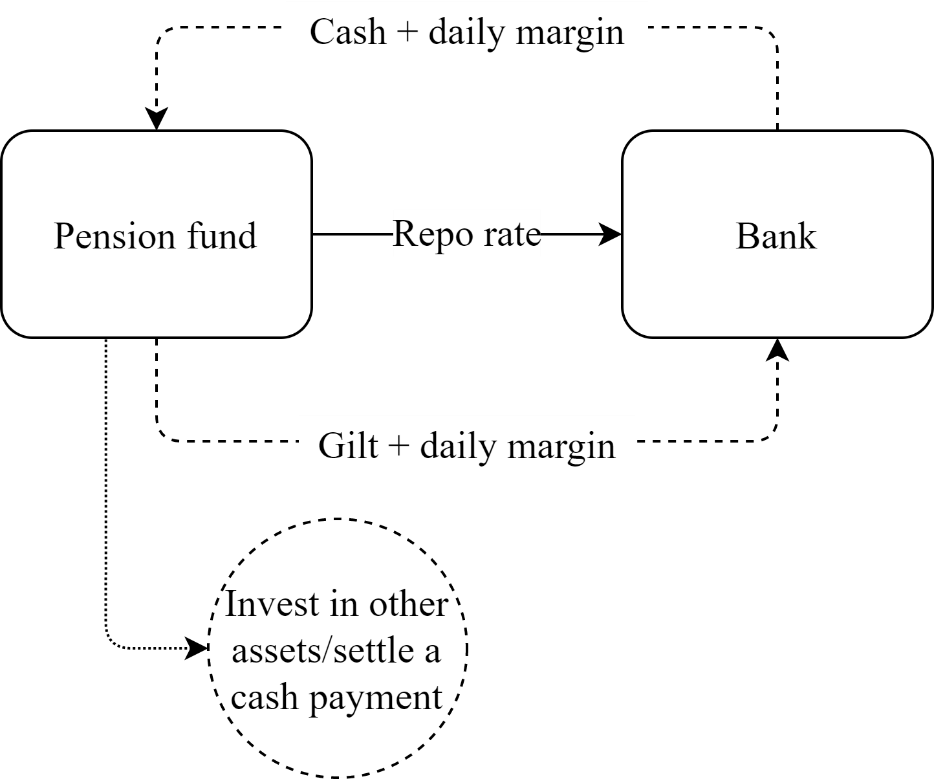 Cash + daily margin
Pension fund
Repo rate
Bank
Gilt + daily margin
Invest in other
assets/settle a
cash payment